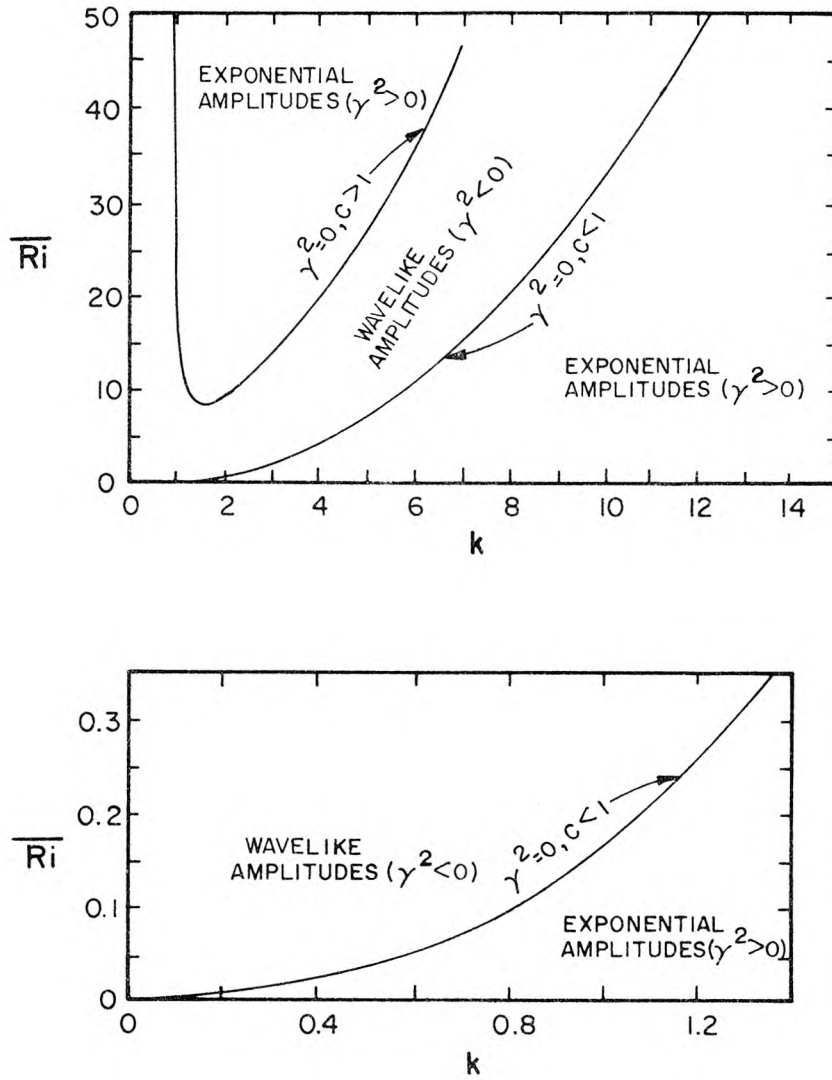 50
40
30
20
10
0
Ri
EXPONENTIAL
AMPLITUDES (γ²>0)
γ²=0, C>1
WAVELIKE
AMPLITUDES (γ²<0)
γ²=0, C<1
EXPONENTIAL
AMPLITUDES (γ²>0)
0 2 4 6 8 10 12 14
k
0.3
0.2
0.1
0
Ri
WAVELIKE
AMPLITUDES (γ²<0)
γ²=0, C<1
EXPONENTIAL
AMPLITUDES (γ²>0)
0 0.4 0.8 1.2
k